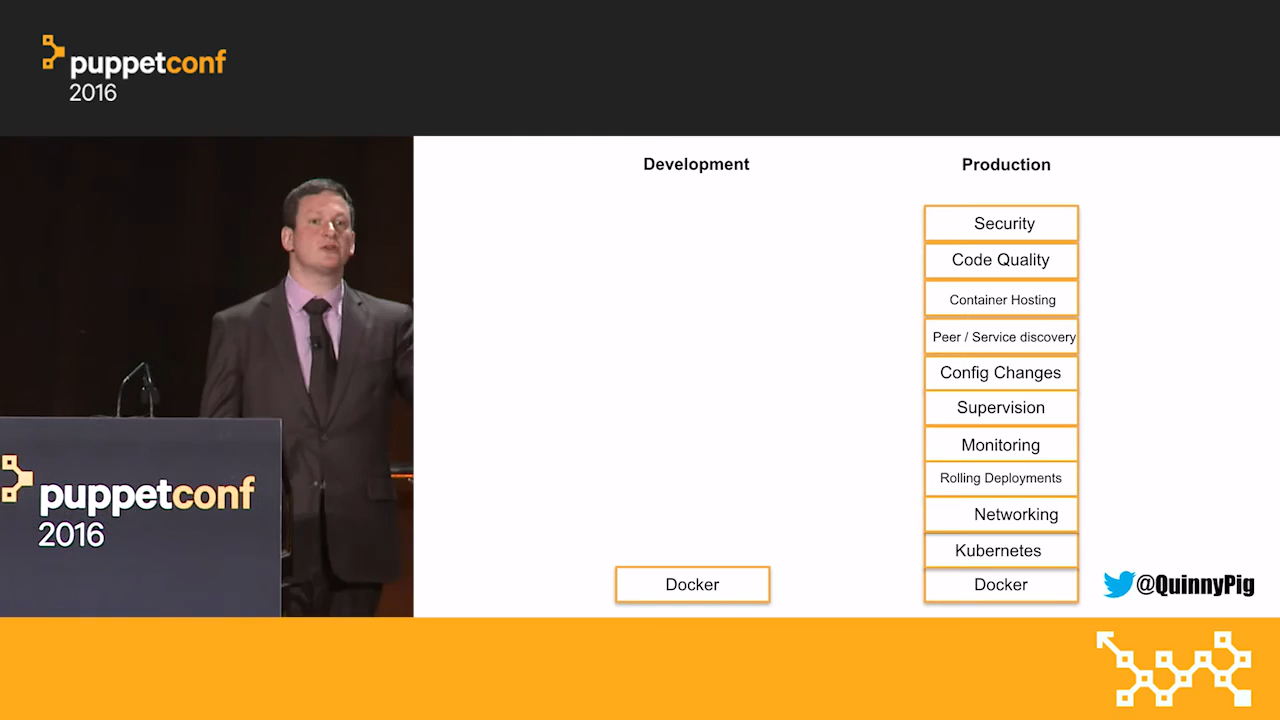 puppetconf
2016
puppetconf
2016
Development
Docker
Production
Security
Code Quality
Container Hosting
Peer / Service discovery
Config Changes
Supervision
Monitoring
Rolling Deployments
Networking
Kubernetes
Docker
@QuinnyPig